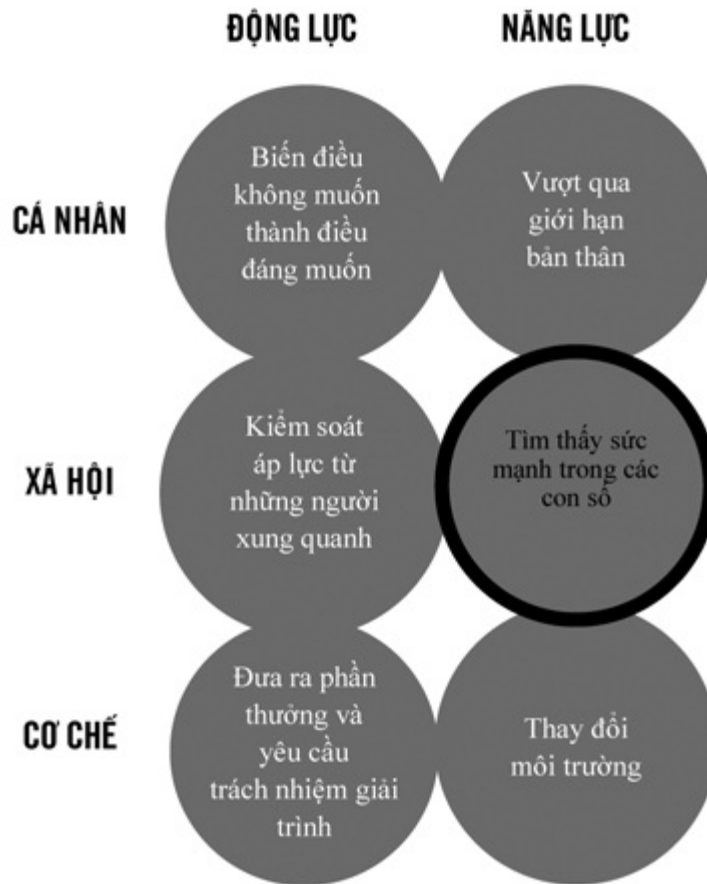 ĐỘNG LỰC
NĂNG LỰC
CÁ NHÂN
Biến điều
không muốn
thành điều
đáng muốn
Vượt qua
giới hạn
bản thân
XÃ HỘI
Kiểm soát
áp lực từ
những người
xung quanh
Tìm thấy sức
mạnh trong các
con số
CƠ CHẾ
Đưa ra phần
thưởng và
yêu cầu
trách nhiệm giải
trình
Thay đổi
môi trường